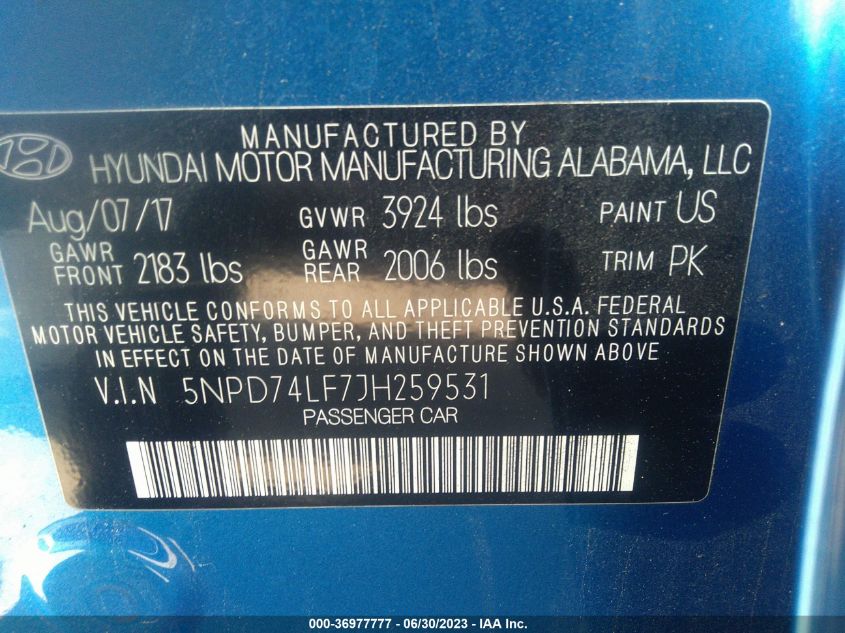 MANUFACTURED BY
HYUNDAI MOTOR MANUFACTURING ALABAMA, LLC
Aug/07/17 GVWR 3924 lbs PAINT US
GAWR FRONT 2183 lbs GAWR REAR 2006 lbs TRIM PK
THIS VEHICLE CONFORMS TO ALL APPLICABLE U.S.A. FEDERAL
MOTOR VEHICLE SAFETY, BUMPER, AND THEFT PREVENTION STANDARDS
IN EFFECT ON THE DATE OF MANUFACTURE SHOWN ABOVE
V.I.N 5NPD74LF7JH259531
PASSENGER CAR
000-36977777 - 06/30/2023 - IAA Inc.